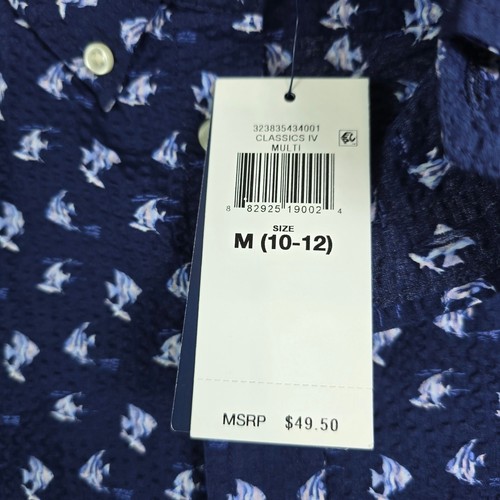 323835434001
CLASSICS IV
MULTI
8 82925 19002 4
SIZE
M (10-12)
MSRP $49.50